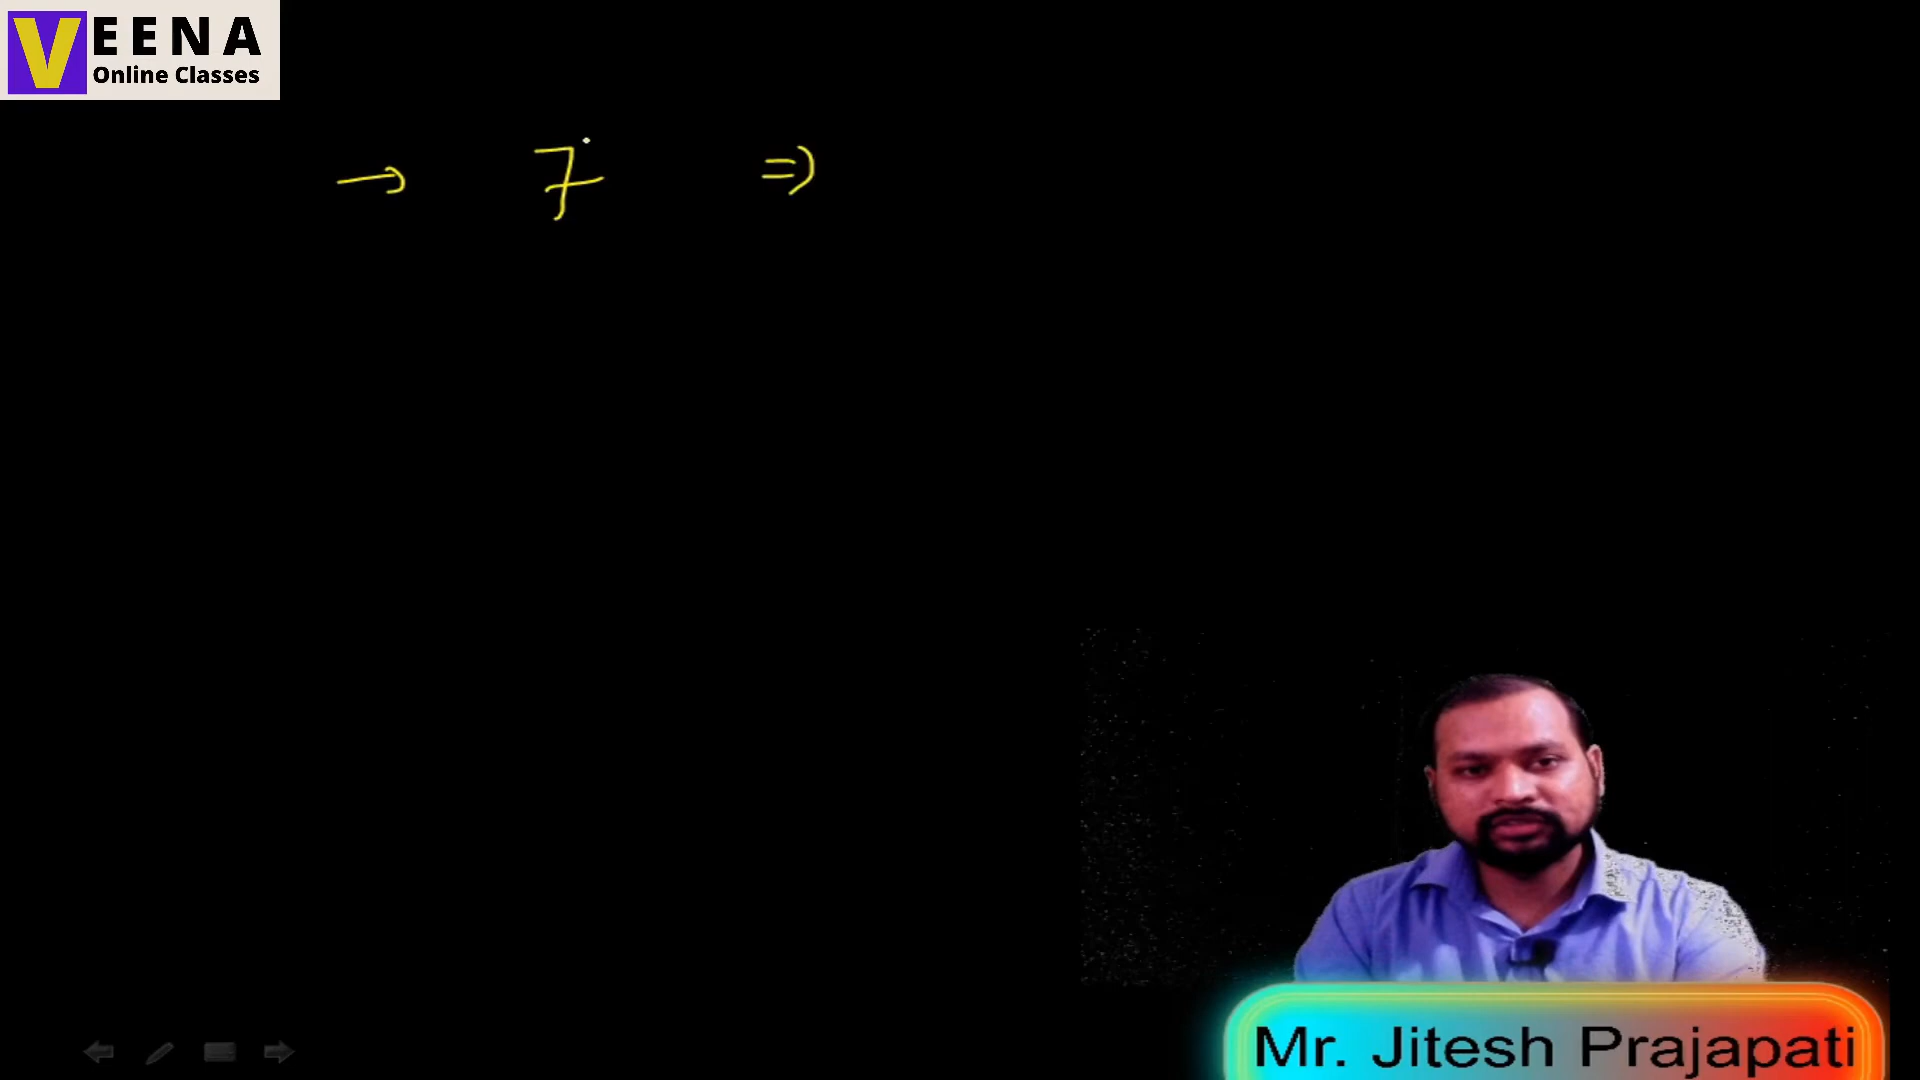 VEENA
Online Classes
→ 7 ⇒
Mr. Jitesh Prajapati